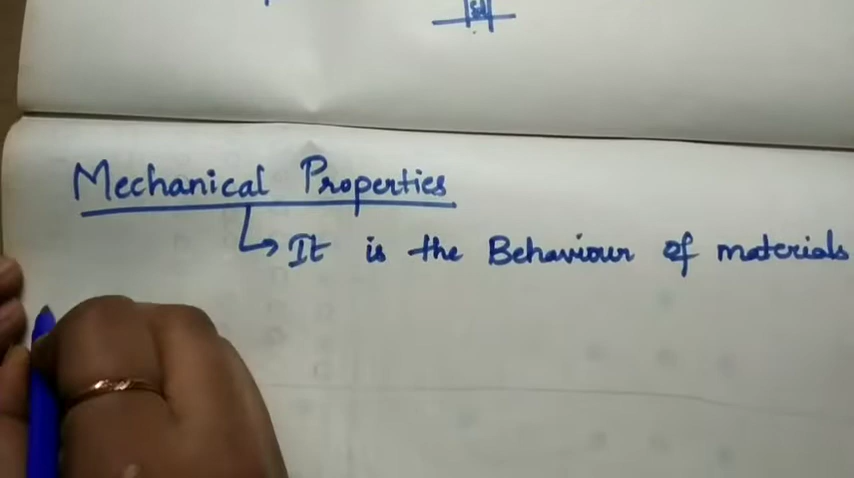 Mechanical Properties
It is the Behaviour of materials